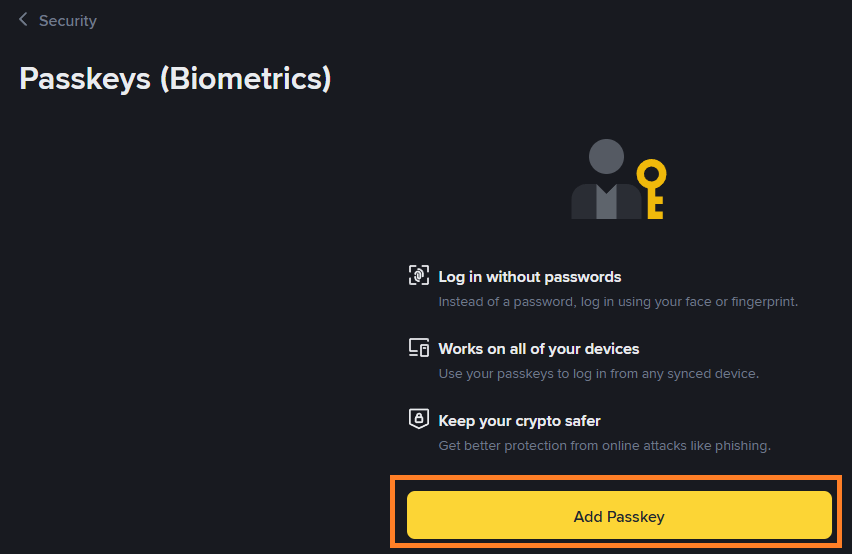 Security
Passkeys (Biometrics)
Log in without passwords
Instead of a password, log in using your face or fingerprint.
Works on all of your devices
Use your passkeys to log in from any synced device.
Keep your crypto safer
Get better protection from online attacks like phishing.
Add Passkey